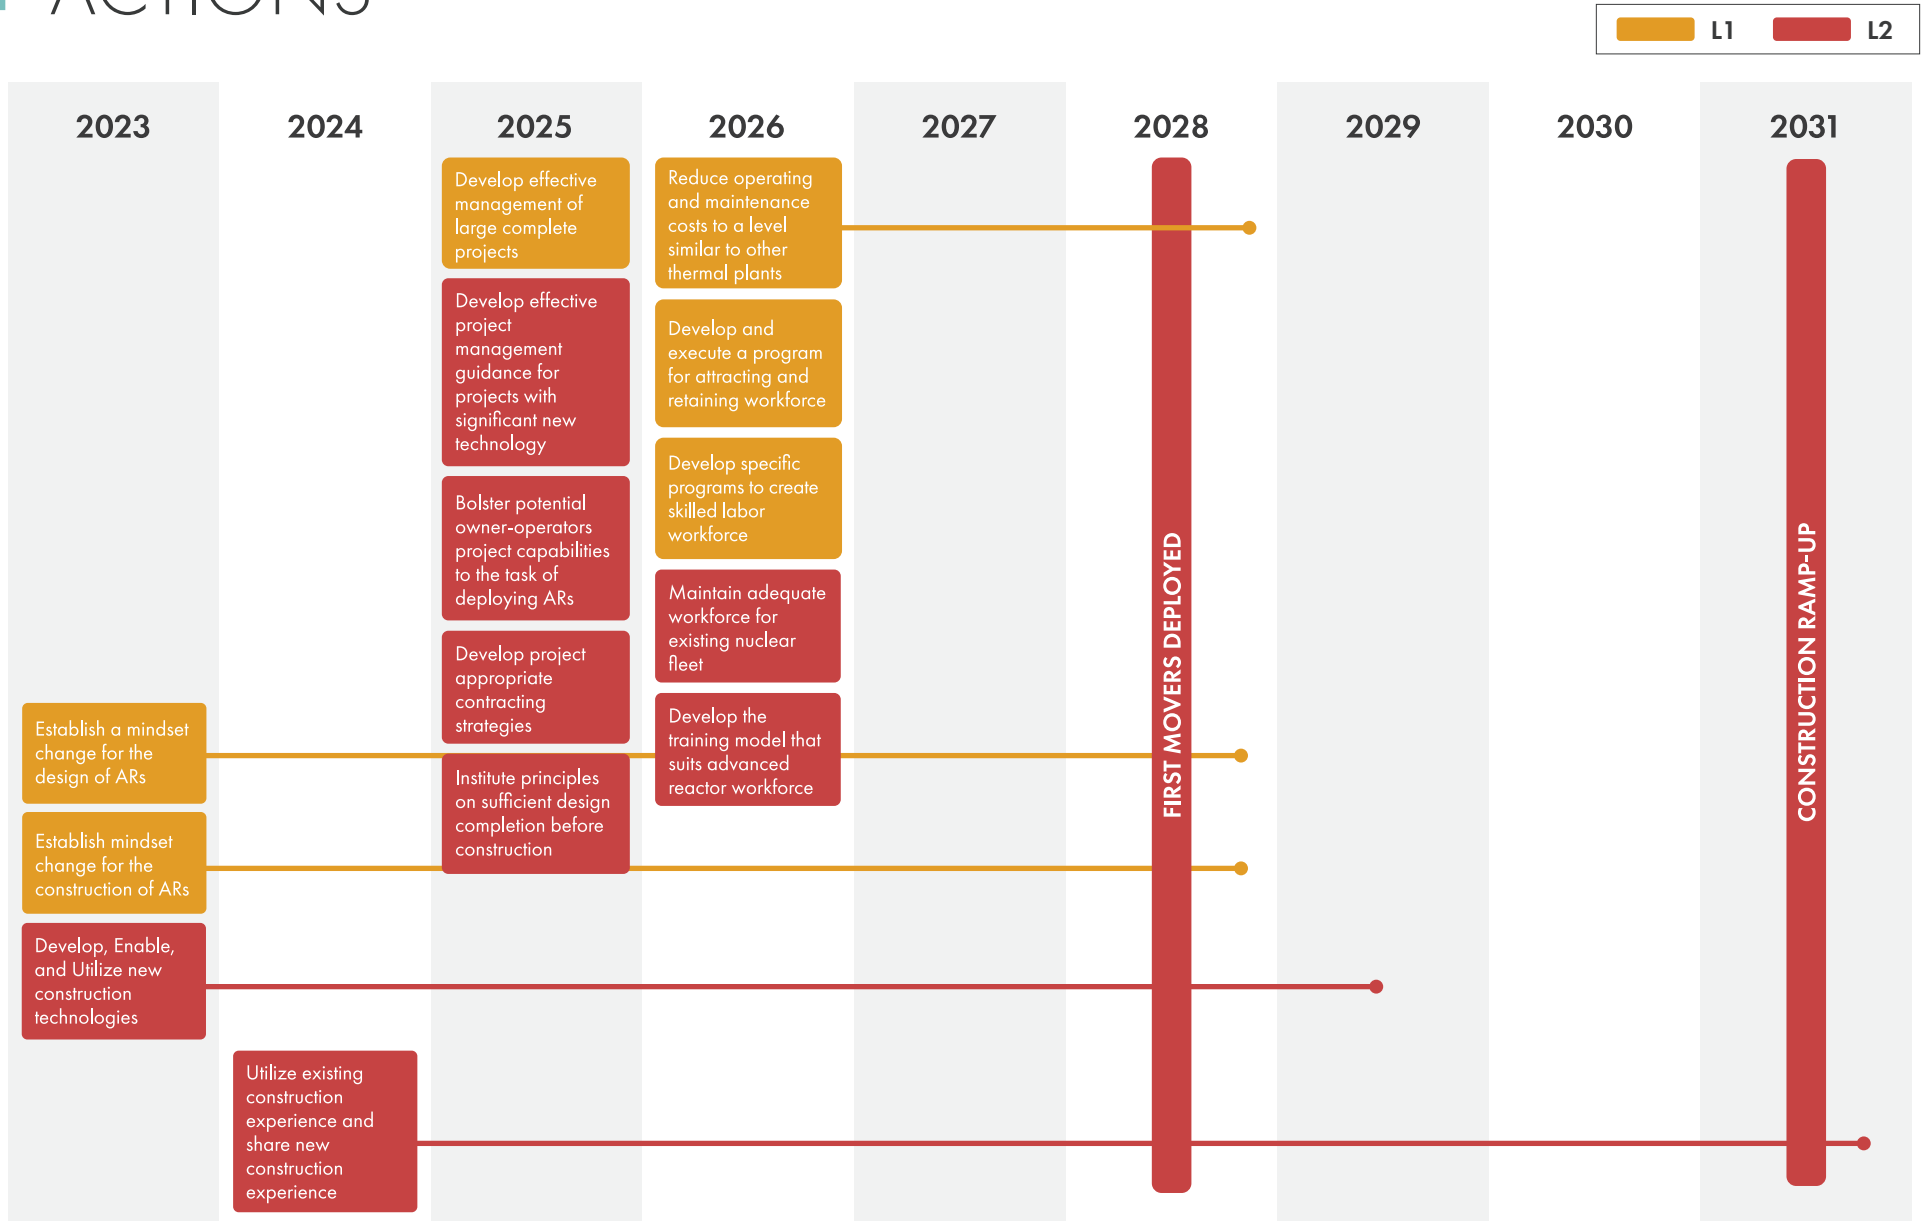 ACTIONS
L1
L2
2023
2024
2025
2026
2027
2028
2029
2030
2031
Establish a mindset
change for the
design of ARs
Establish mindset
change for the
construction of ARs
Develop, Enable,
and Utilize new
construction
technologies
Utilize existing
construction
experience and
share new
construction
experience
Develop effective
management of
large complete
projects
Develop effective
project
management
guidance for
projects with
significant new
technology
Bolster potential
owner-operators
project capabilities
to the task of
deploying ARs
Develop project
appropriate
contracting
strategies
Institute principles
on sufficient design
completion before
construction
Reduce operating
and maintenance
costs to a level
similar to other
thermal plants
Develop and
execute a program
for attracting and
retaining workforce
Develop specific
programs to create
skilled labor
workforce
Maintain adequate
workforce for
existing nuclear
fleet
Develop the
training model that
suits advanced
reactor workforce
FIRST MOVERS DEPLOYED
CONSTRUCTION RAMP-UP